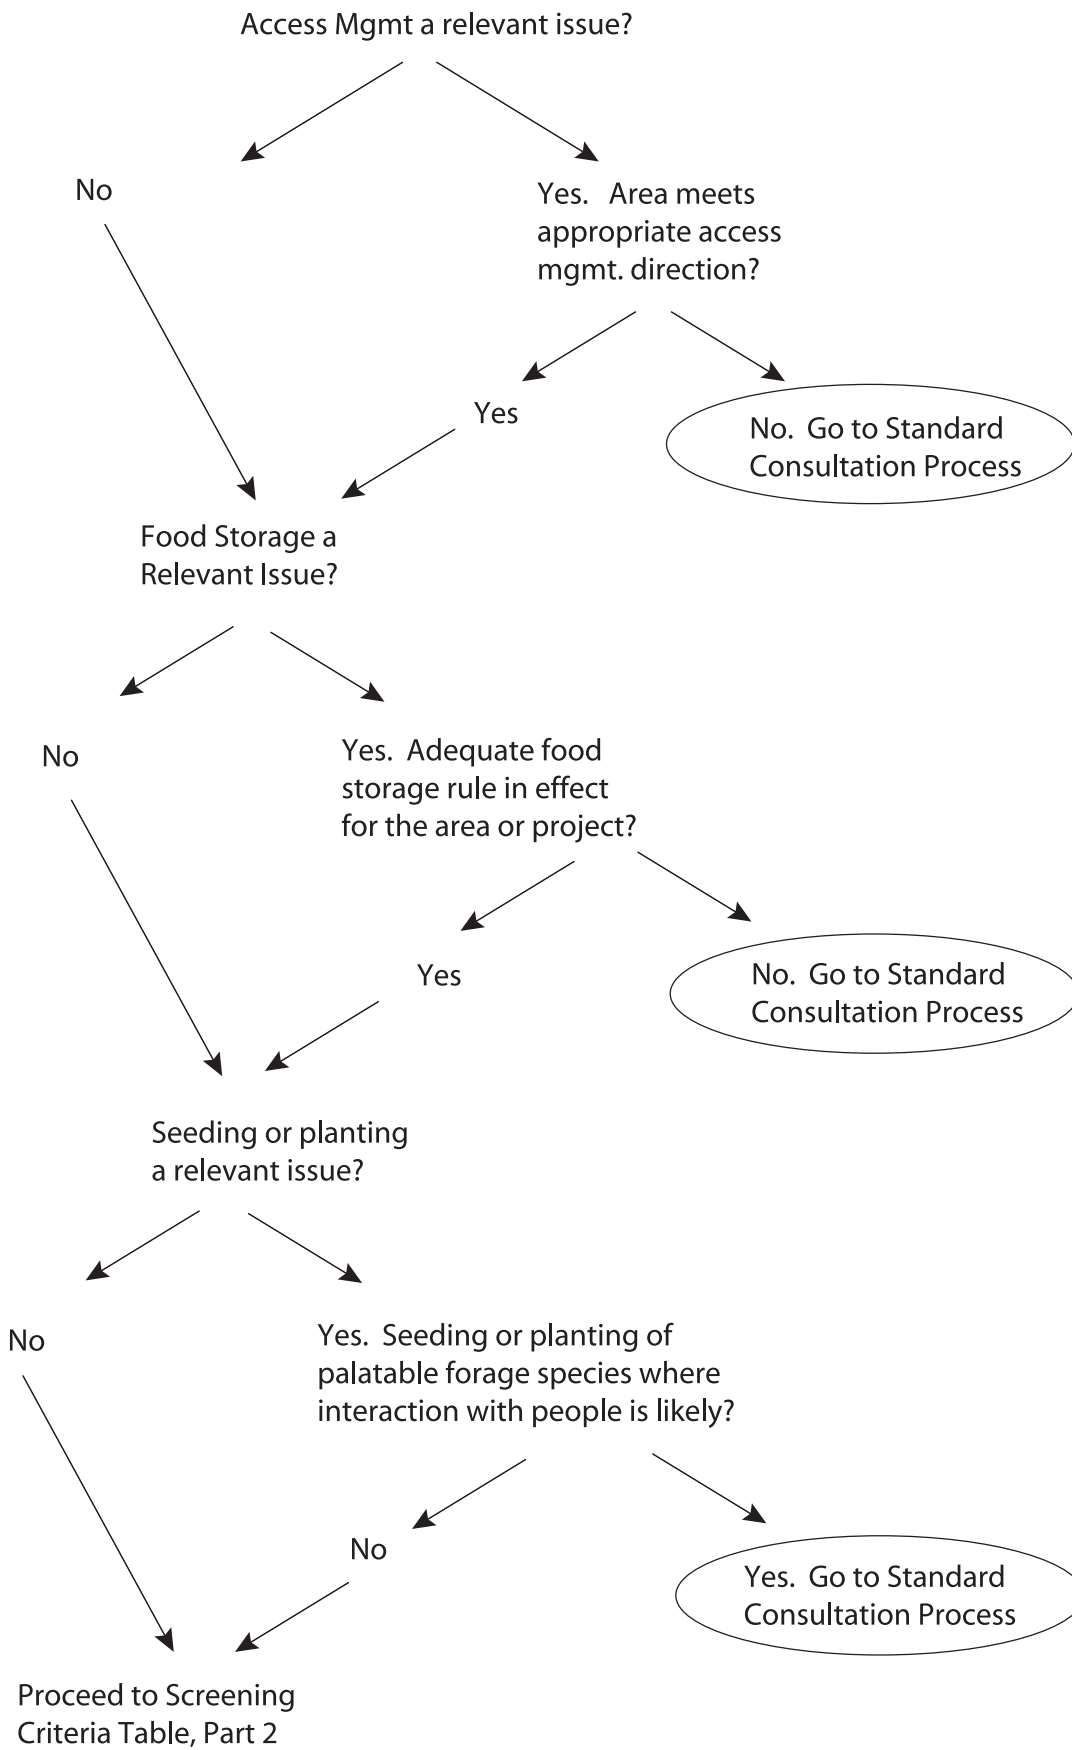 Access Mgmt a relevant issue?
No
Yes.   Area meets
appropriate access
mgmt. direction?
Yes
No.  Go to Standard
Consultation Process
Food Storage a
Relevant Issue?
No
Yes.  Adequate food
storage rule in effect
for the area or project?
Yes
No.  Go to Standard
Consultation Process
Seeding or planting
a relevant issue?
No
Yes.  Seeding or planting of
palatable forage species where
interaction with people is likely?
No
Yes.  Go to Standard
Consultation Process
Proceed to Screening
Criteria Table, Part 2